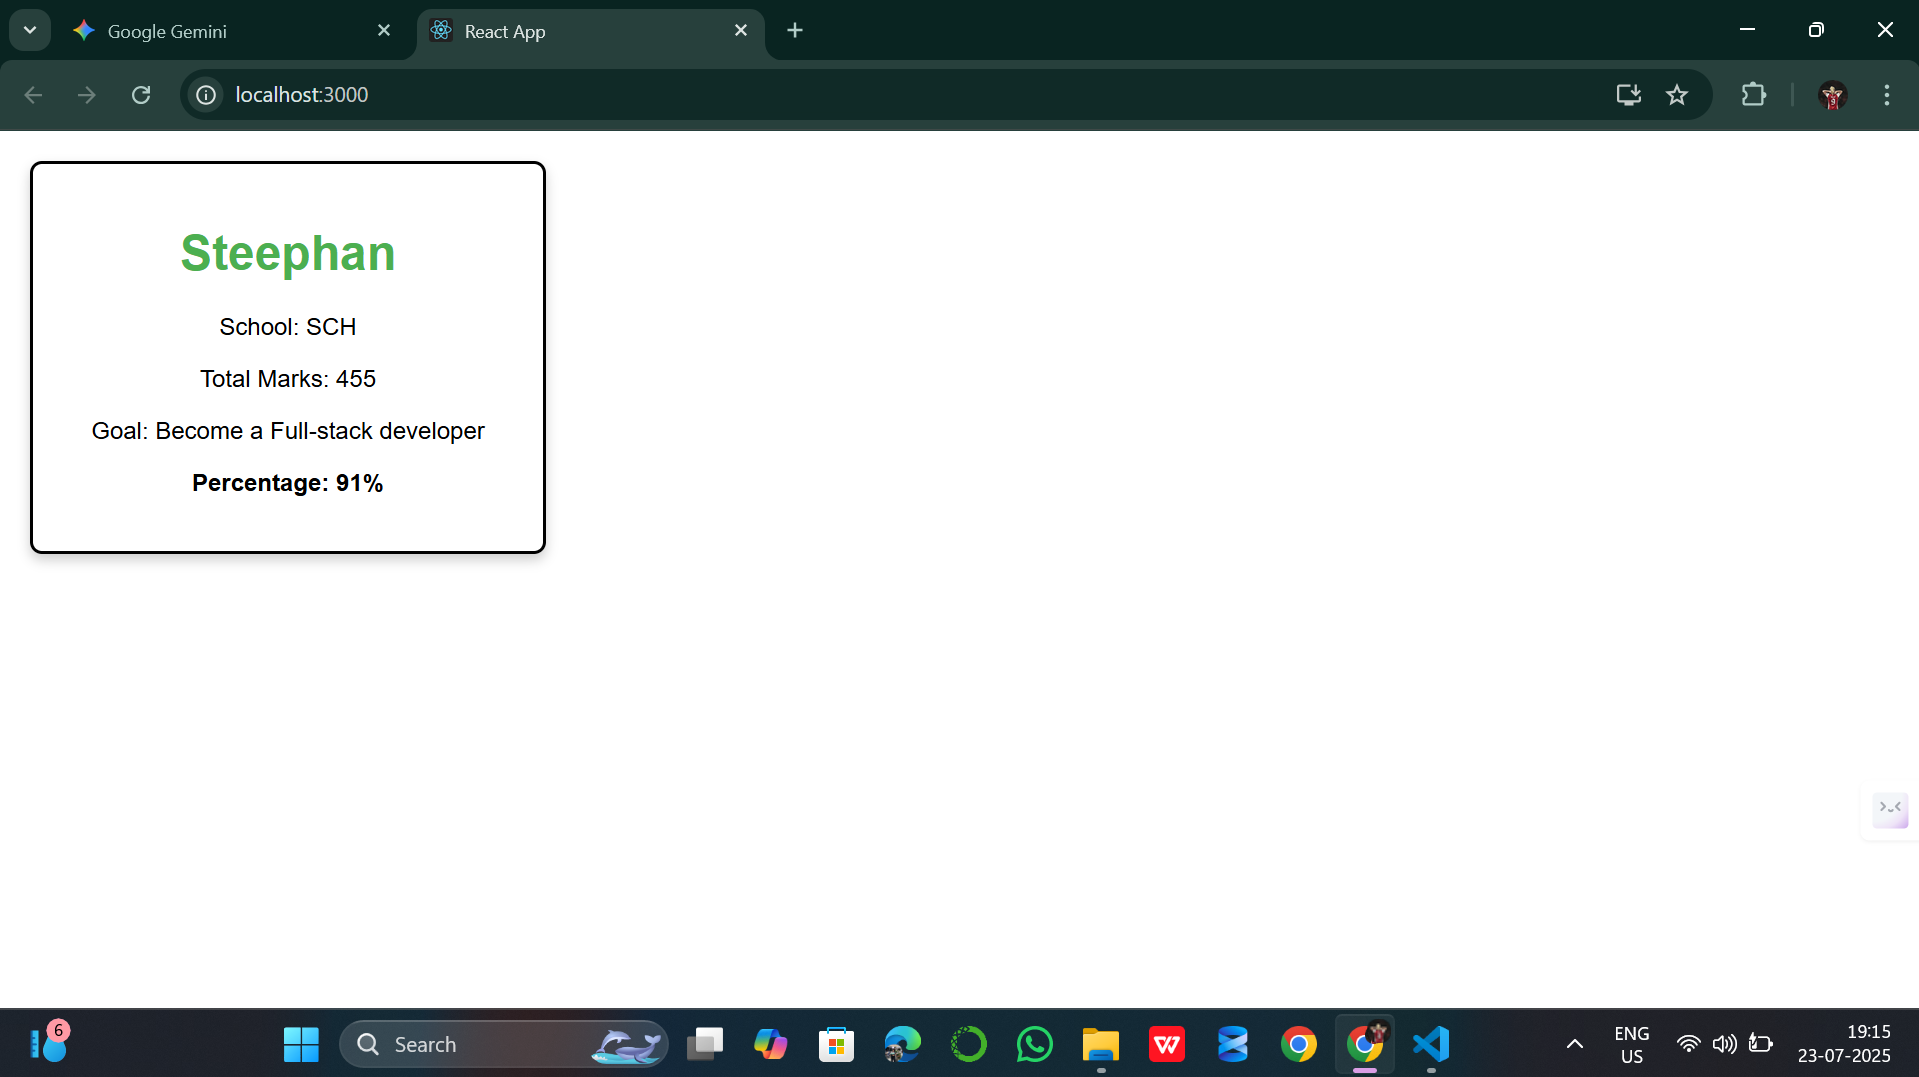 Google Gemini
React App
localhost:3000
Steephan
School: SCH
Total Marks: 455
Goal: Become a Full-stack developer
Percentage: 91%
6
Search
ENG
US
19:15
23-07-2025